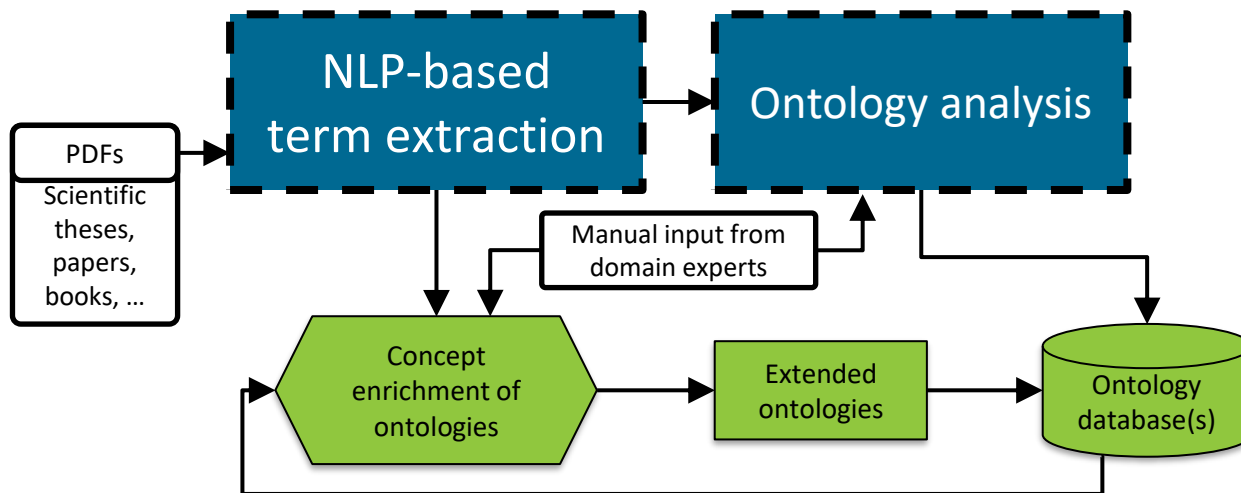 NLP-based
term extraction
Ontology analysis
PDFs
Scientific
theses,
papers,
books, ...
Manual input from
domain experts
Concept
enrichment of
ontologies
Extended
ontologies
Ontology
database(s)